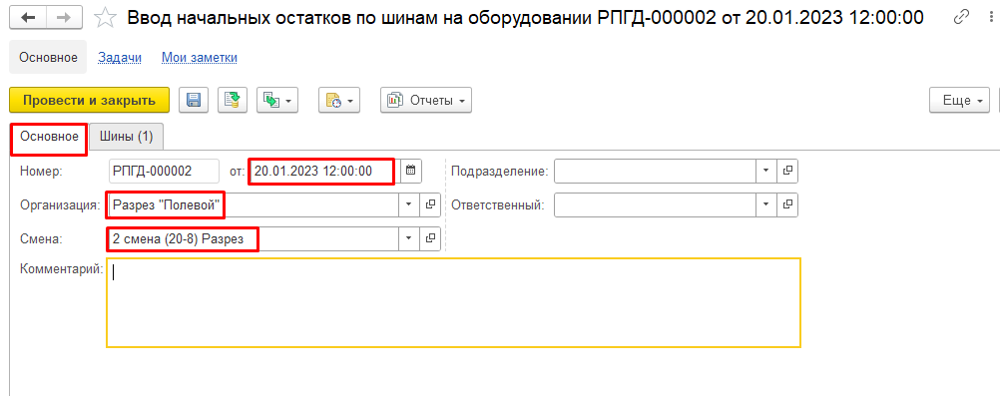 Ввод начальных остатков по шинам на оборудовании РПГД-000002 от 20.01.2023 12:00:00
Основное Задачи Мои заметки
Провести и закрыть Отчеты Еще
Основное Шины (1)
Номер: РПГД-000002 от: 20.01.2023 12:00:00 Подразделение:
Организация: Разрез "Полевой" Ответственный:
Смена: 2 смена (20-8) Разрез
Комментарий: